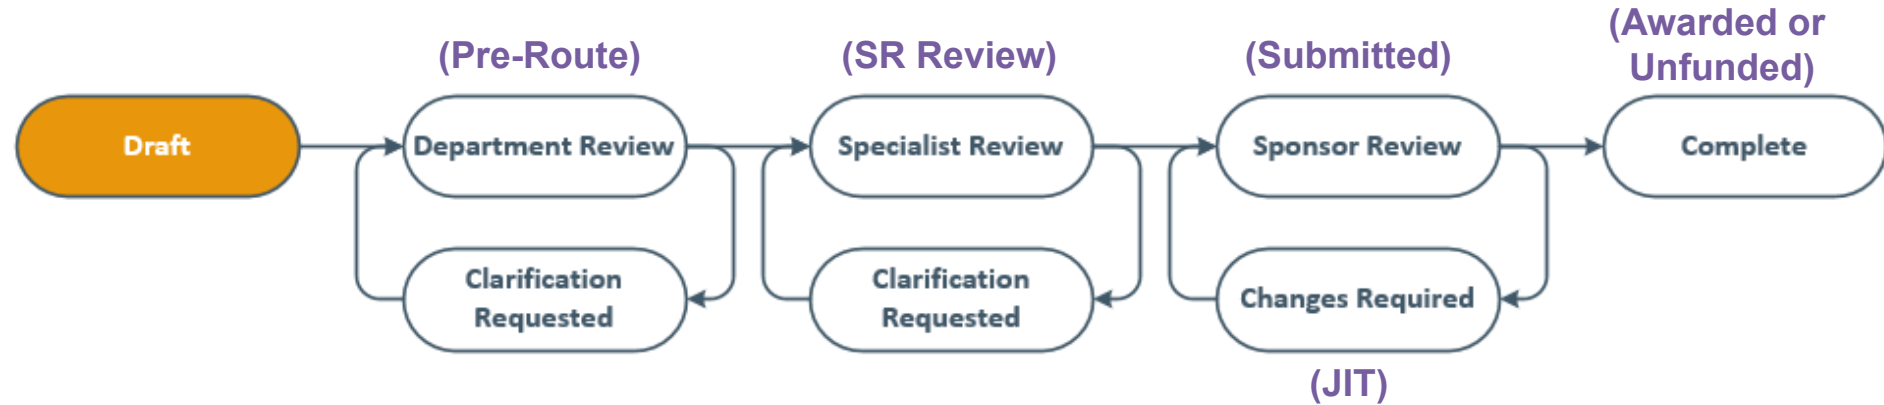 (Awarded or
Unfunded)
(Pre-Route)
(SR Review)
(Submitted)
Draft
Department Review
Specialist Review
Sponsor Review
Complete
Clarification
Requested
Clarification
Requested
Changes Required
(JIT)